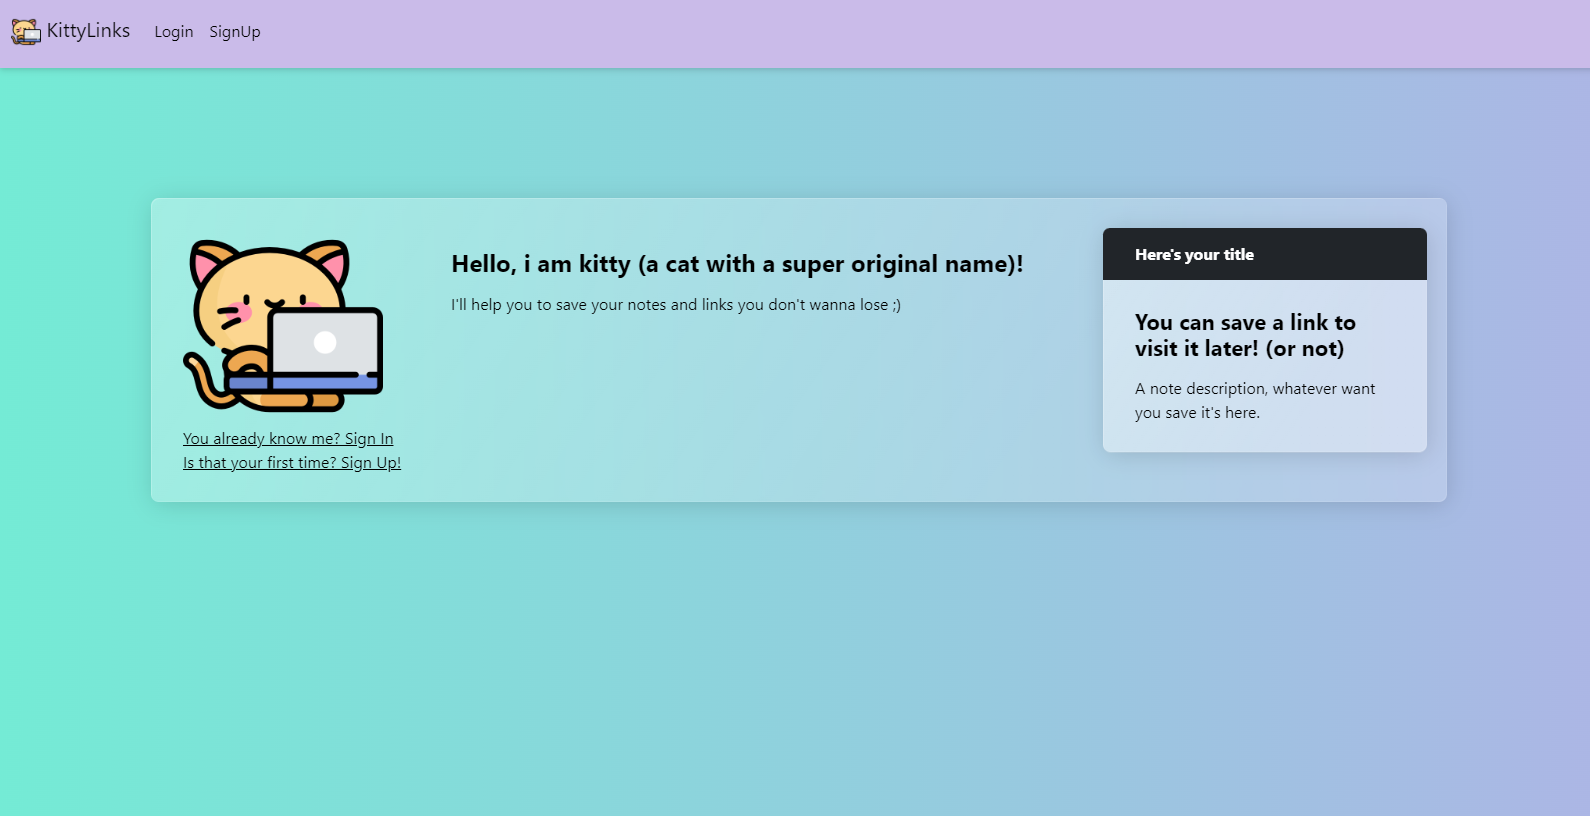 KittyLinks Login SignUp
Hello, i am kitty (a cat with a super original name)!
I'll help you to save your notes and links you don't wanna lose ;)
You already know me? Sign In
Is that your first time? Sign Up!
Here's your title
You can save a link to
visit it later! (or not)
A note description, whatever want
you save it's here.